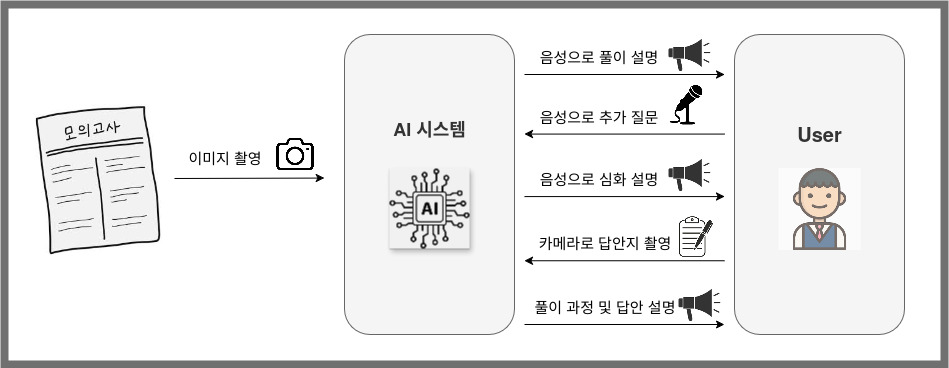 모의고사
이미지 촬영
AI 시스템
AI
음성으로 풀이 설명
음성으로 추가 질문
음성으로 심화 설명
카메라로 답안지 촬영
풀이 과정 및 답안 설명
User